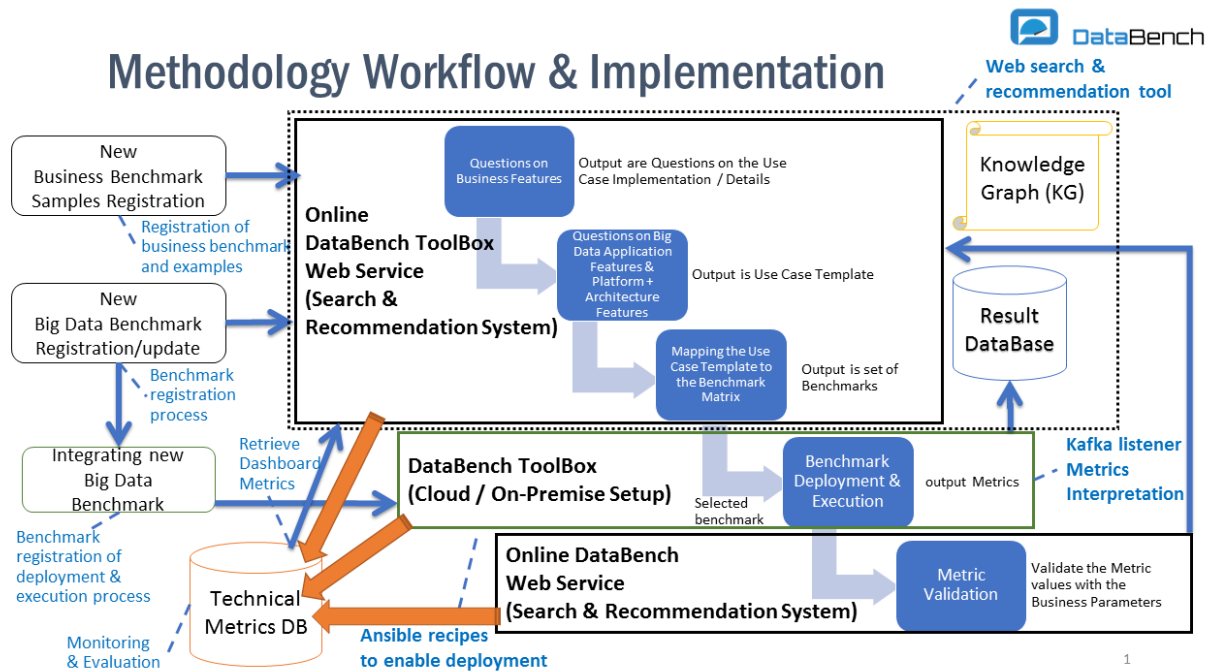 DataBench
Methodology Workflow & Implementation
Web search &
recommendation tool
New
Business Benchmark
Samples Registration
Registration of
business benchmark
and examples
New
Big Data Benchmark
Registration/update
Benchmark
registration
process
Integrating new
Big Data
Benchmark
Benchmark
registration of
deployment &
execution process
Monitoring
& Evaluation
Retrieve
Dashboard
Metrics
Technical
Metrics DB
Online
DataBench ToolBox
Web Service
(Search &
Recommendation System)
Questions on
Business Features
Output are Questions on the Use
Case Implementation / Details
Questions on Big
Data Application
Features &
Platform +
Architecture
Features
Output is Use Case Template
Mapping the Use
Case Template to
the Benchmark
Matrix
Output is set of
Benchmarks
Knowledge
Graph (KG)
Result
DataBase
DataBench ToolBox
(Cloud / On-Premise Setup)
Selected
benchmark
Benchmark
Deployment &
Execution
output Metrics
Kafka listener
Metrics
Interpretation
Online DataBench
Web Service
(Search & Recommendation System)
Metric
Validation
Validate the Metric
values with the
Business Parameters
Ansible recipes
to enable deployment
1